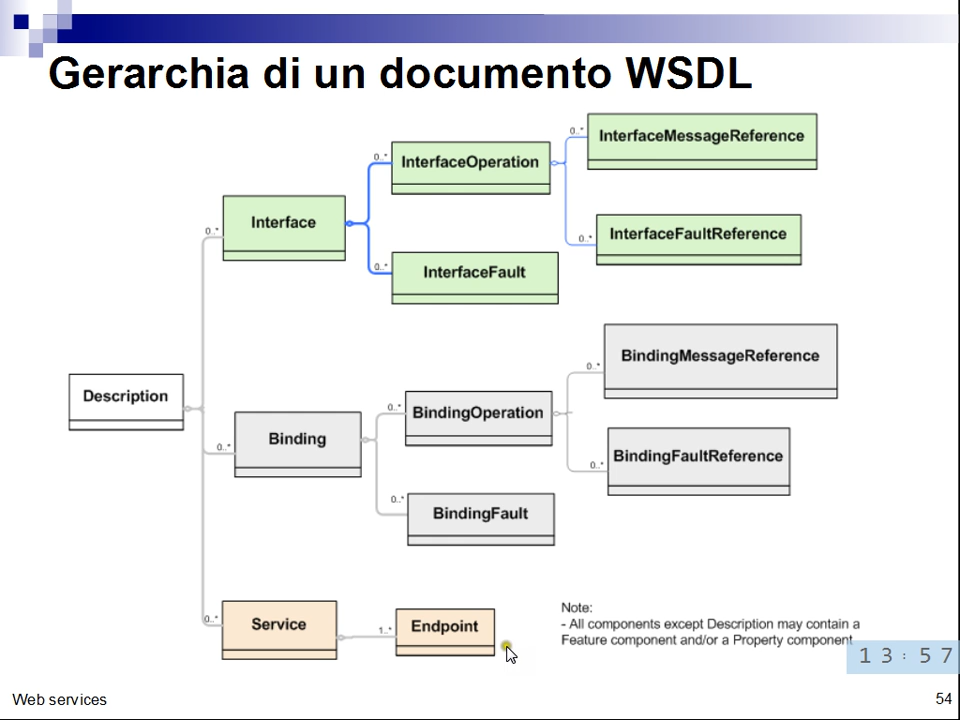 Gerarchia di un documento WSDL
0..*
InterfaceMessageReference
0..*
InterfaceOperation
0..*
InterfaceFaultReference
0..*
Interface
0..*
InterfaceFault
0..*
BindingMessageReference
Description
0..*
BindingOperation
0..*
Binding
0..*
BindingFaultReference
0..*
BindingFault
0..*
Service
1..*
Endpoint
Note:
- All components except Description may contain a
Feature component and/or a Property component
13:57
Web services
54